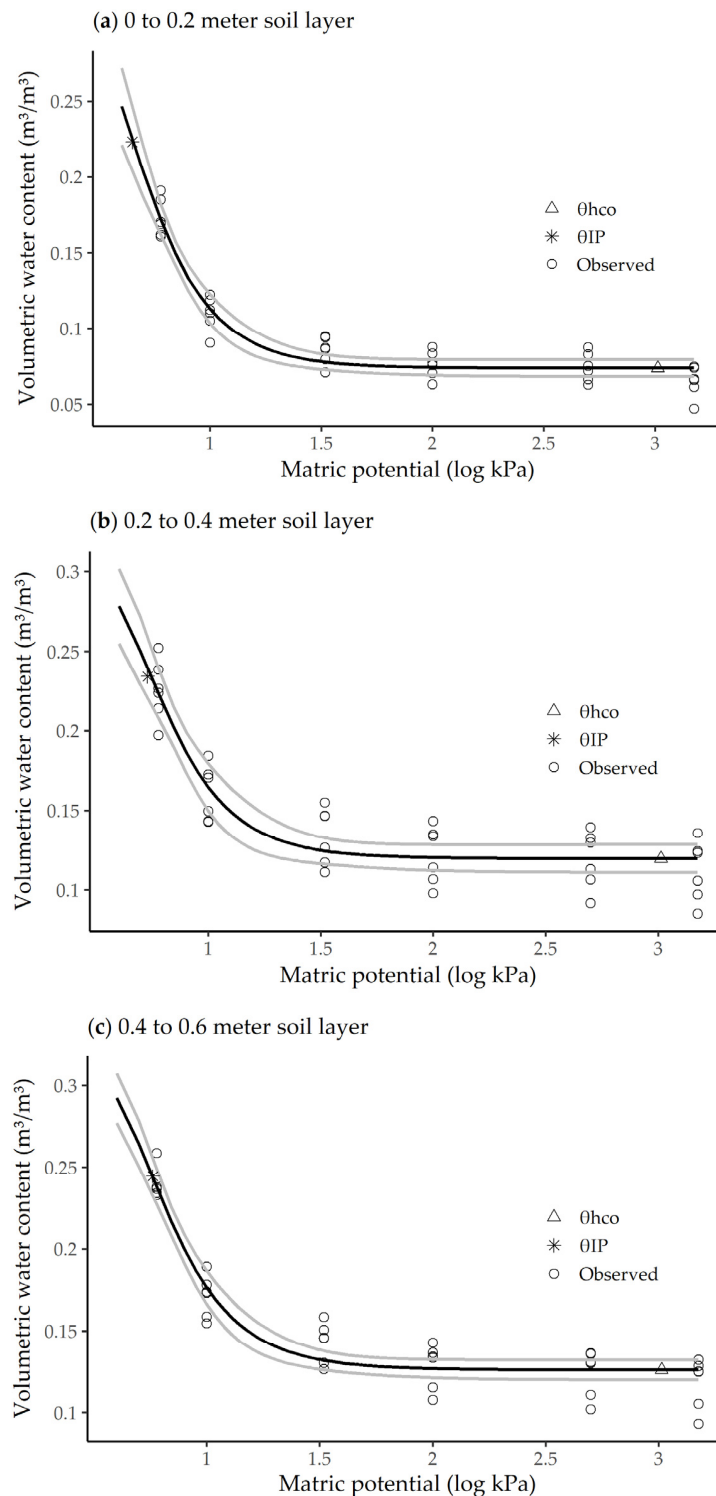 (a) 0 to 0.2 meter soil layer
Volumetric water content (m³/m³)
0.25
0.2
0.15
0.1
0.05
θhco
θIP
Observed
1
1.5
2
2.5
3
Matric potential (log kPa)
(b) 0.2 to 0.4 meter soil layer
Volumetric water content (m³/m³)
0.3
0.25
0.2
0.15
0.1
θhco
θIP
Observed
1
1.5
2
2.5
3
Matric potential (log kPa)
(c) 0.4 to 0.6 meter soil layer
Volumetric water content (m³/m³)
0.3
0.25
0.2
0.15
0.1
θhco
θIP
Observed
1
1.5
2
2.5
3
Matric potential (log kPa)